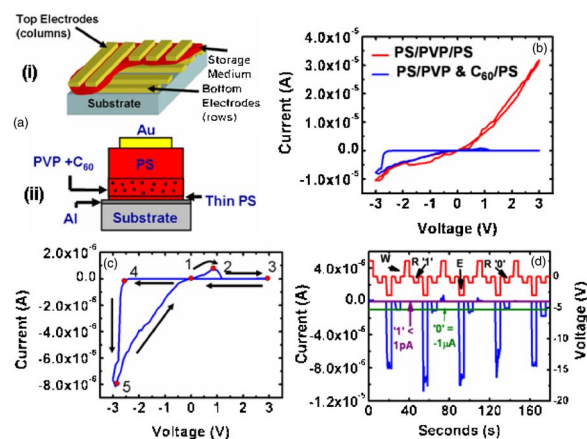 Top Electrodes
(columns)
(i)
Storage
Medium
Bottom
Electrodes
(rows)
Substrate
(a)
Au
PVP +C60
PS
(ii)
Thin PS
Al
Substrate
(b)
PS/PVP/PS
PS/PVP & C60/PS
4.0x10-5
3.0x10-5
2.0x10-5
1.0x10-5
0.0
-1.0x10-5
Current (A)
-3 -2 -1 0 1 2 3
Voltage (V)
(c)
2.0x10-6
0.0
-2.0x10-6
-4.0x10-6
-6.0x10-6
-8.0x10-6
Current (A)
1 2 3
4
5
-3 -2 -1 0 1 2 3
Voltage (V)
(d)
W R '1' E R '0'
4.0x10-6
0.0
-4.0x10-6
-8.0x10-6
-1.2x10-5
Current (A)
'1' <
1pA
'0' =
-1µA
0
-5
-10
-15
-20
Voltage (V)
0 40 80 120 160
Seconds (s)